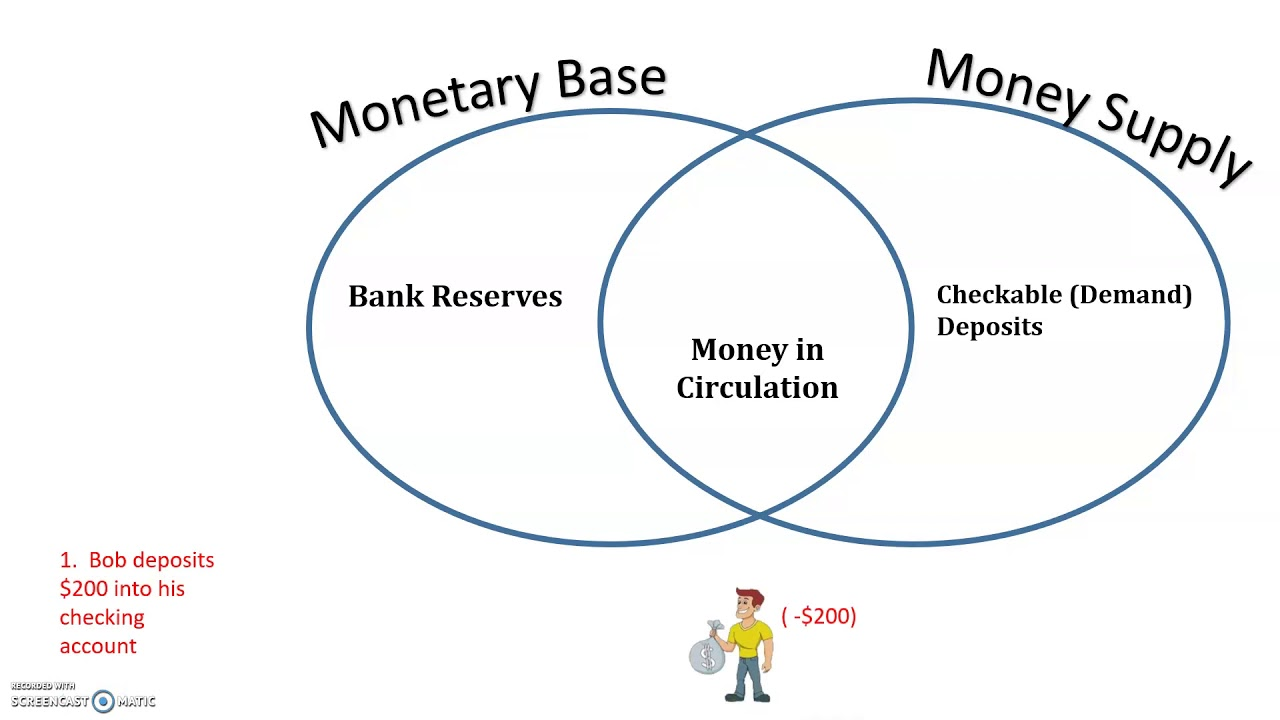 Monetary Base
Money Supply
Bank Reserves
Money in
Circulation
Checkable (Demand)
Deposits
1. Bob deposits
$200 into his
checking
account
$
( -$200)
RECORDED WITH
SCREENCAST MATIC